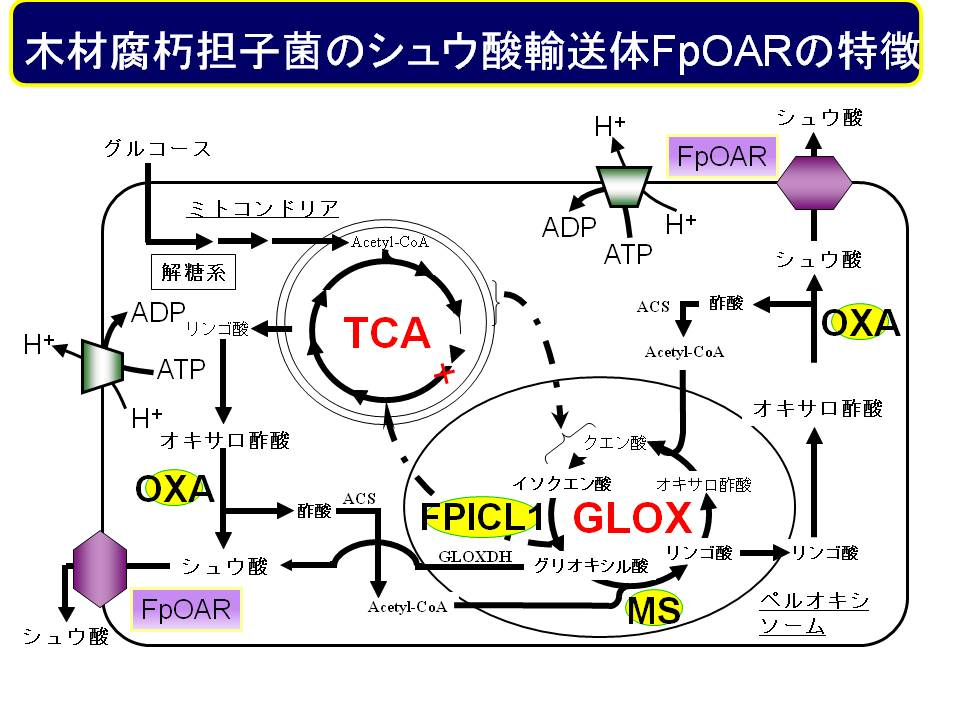 木材腐朽担子菌のシュウ酸輸送体FpOARの特徴
シュウ酸
H+
グルコース
FpOAR
ミトコンドリア
Acetyl-CoA
ADP
H+
ATP
解糖系
シュウ酸
ADP
リンゴ酸
TCA
ACS
酢酸
OXA
H+
ATP
Acetyl-CoA
×
H+
オキサロ酢酸
オキサロ酢酸
クエン酸
OXA
ACS
酢酸
イソクエン酸
オキサロ酢酸
FPICL1
GLOX
GLOXDH
シュウ酸
グリオキシル酸
リンゴ酸
リンゴ酸
FpOAR
Acetyl-CoA
MS
ペルオキシ
ソーム
シュウ酸